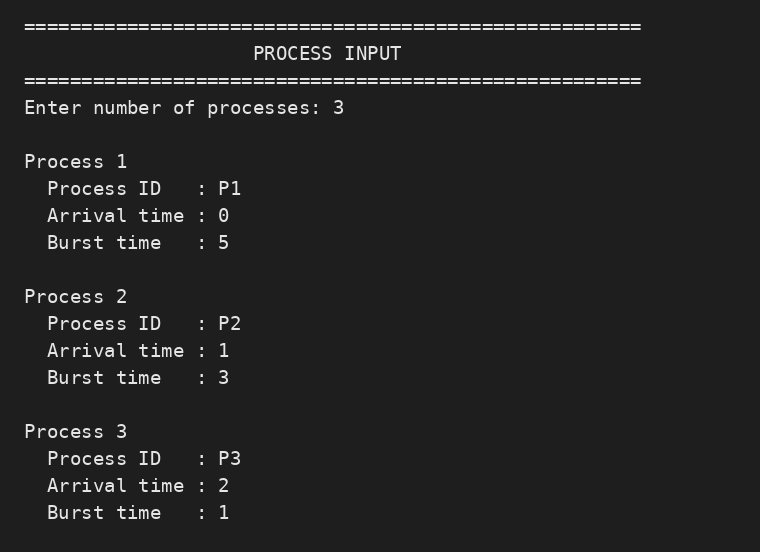 ======================================================
                    PROCESS INPUT
======================================================
Enter number of processes: 3

Process 1
  Process ID   : P1
  Arrival time : 0
  Burst time   : 5

Process 2
  Process ID   : P2
  Arrival time : 1
  Burst time   : 3

Process 3
  Process ID   : P3
  Arrival time : 2
  Burst time   : 1